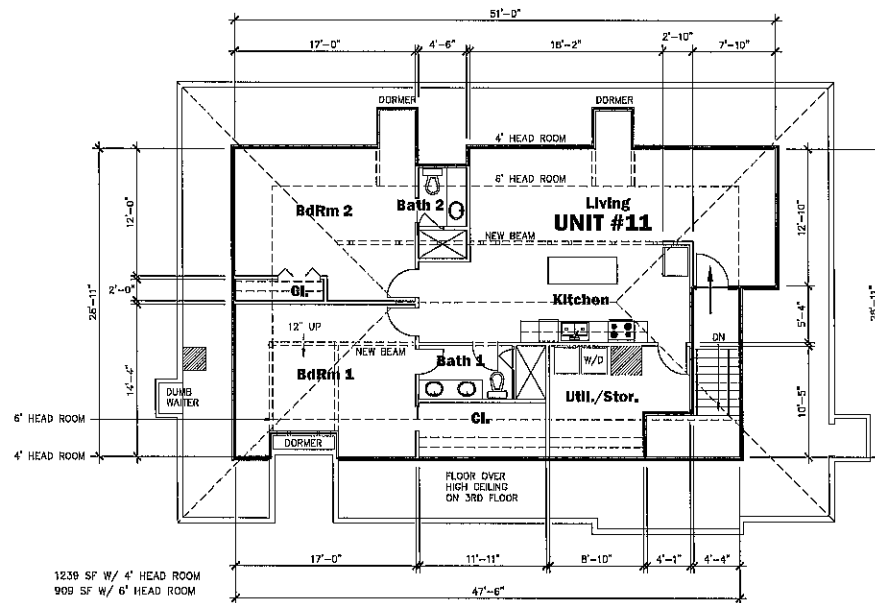 51'-0"
17'-0"
4'-6"
18'-2"
2'-10"
7'-10"
DORMER
DORMER
4' HEAD ROOM
6' HEAD ROOM
BdRm 2
Bath 2
Living
UNIT #11
NEW BEAM
12'-0"
12'-10"
2'-0"
28'-11"
28'-11"
Cl.
Kitchen
5'-4"
12" UP
NEW BEAM
DN
BdRm 1
Bath 1
W/D
14'-4"
10'-5"
DUMB
WAITER
Util./Stor.
6' HEAD ROOM
Cl.
DORMER
4' HEAD ROOM
FLOOR OVER
HIGH CEILING
ON 3RD FLOOR
17'-0"
11'-11"
8'-10"
4'-1"
4'-4"
47'-6"
1239 SF W/ 4' HEAD ROOM
909 SF W/ 6' HEAD ROOM